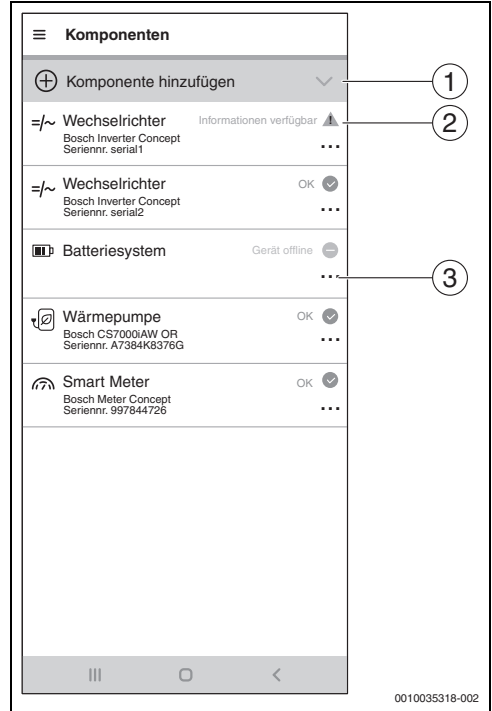 Komponenten
Komponente hinzufügen
1
Wechselrichter Informationen verfügbar
2
Bosch Inverter Concept
Seriennr. serial1
Wechselrichter OK
Bosch Inverter Concept
Seriennr. serial2
Batteriesystem Gerät offline
3
Wärmepumpe OK
Bosch CS7000iAW OR
Seriennr. A7384K8376G
Smart Meter OK
Bosch Meter Concept
Seriennr. 997844726
0010035318-002